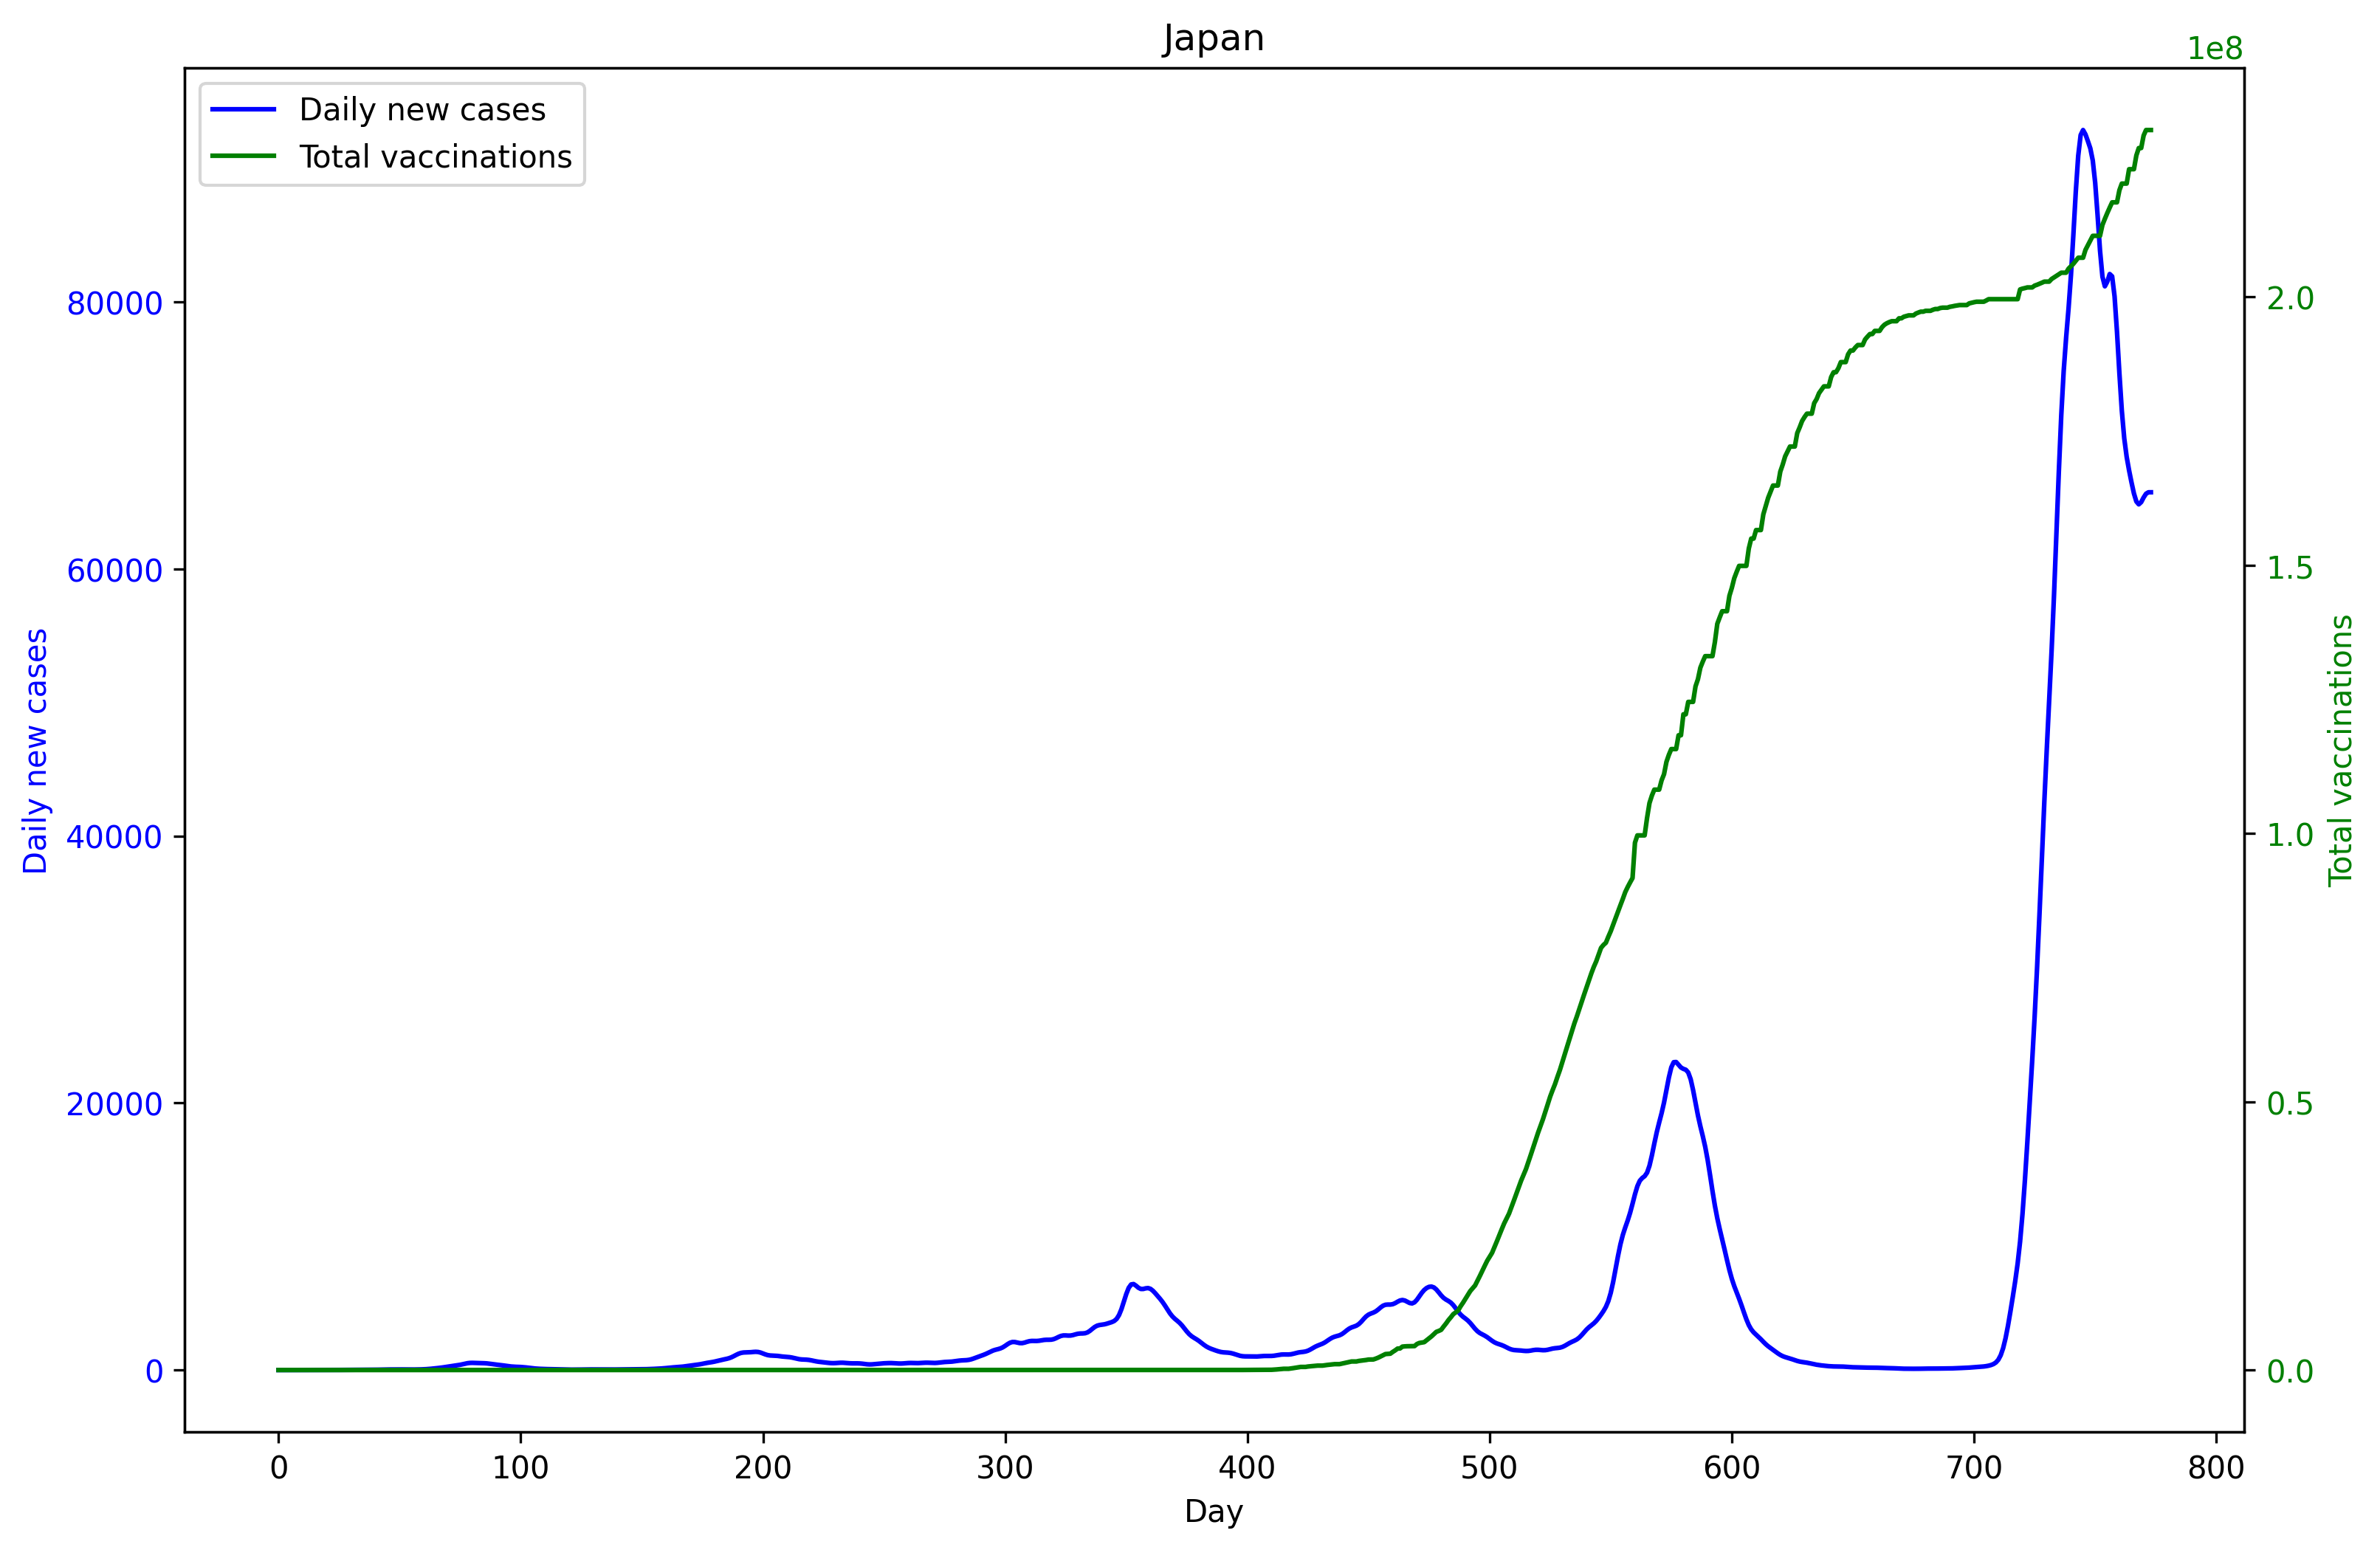 Japan
1e8
Daily new cases
Total vaccinations
80000
60000
40000
20000
0
Daily new cases
2.0
1.5
1.0
0.5
0.0
Total vaccinations
0 100 200 300 400 500 600 700 800
Day